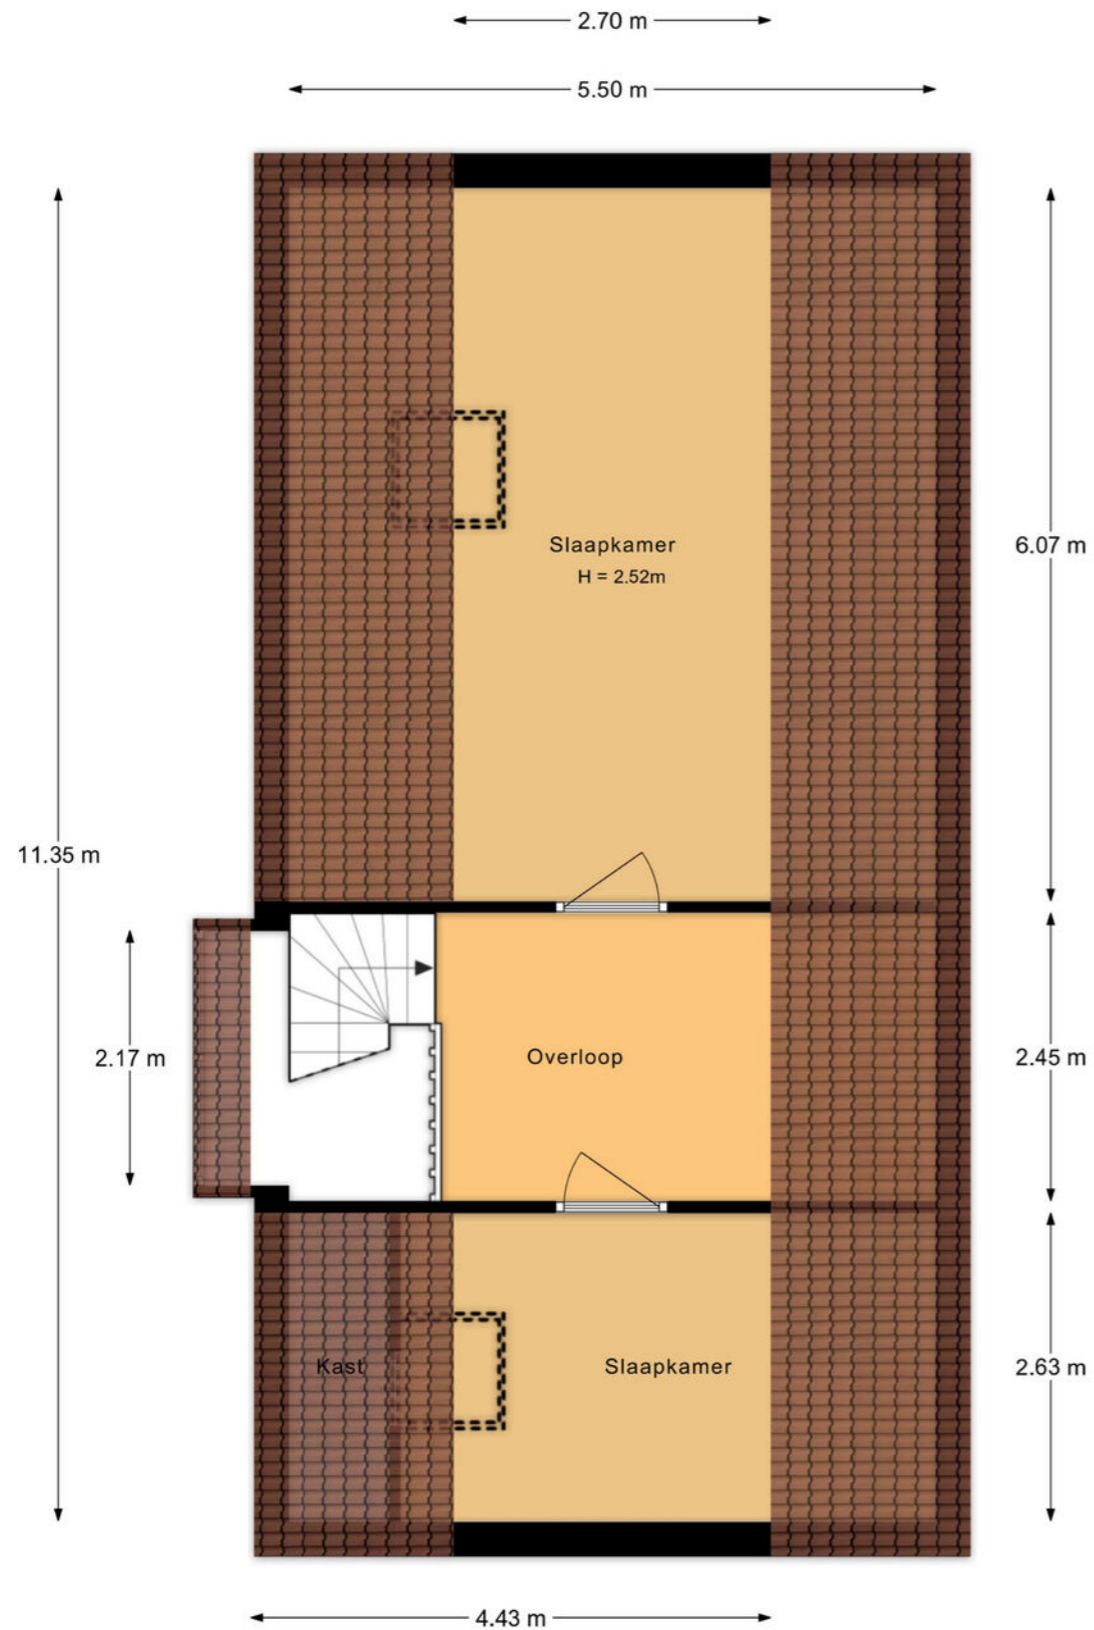 2.70 m
5.50 m
Slaapkamer
H = 2.52m
6.07 m
11.35 m
2.17 m
Overloop
2.45 m
Kast
Slaapkamer
2.63 m
4.43 m